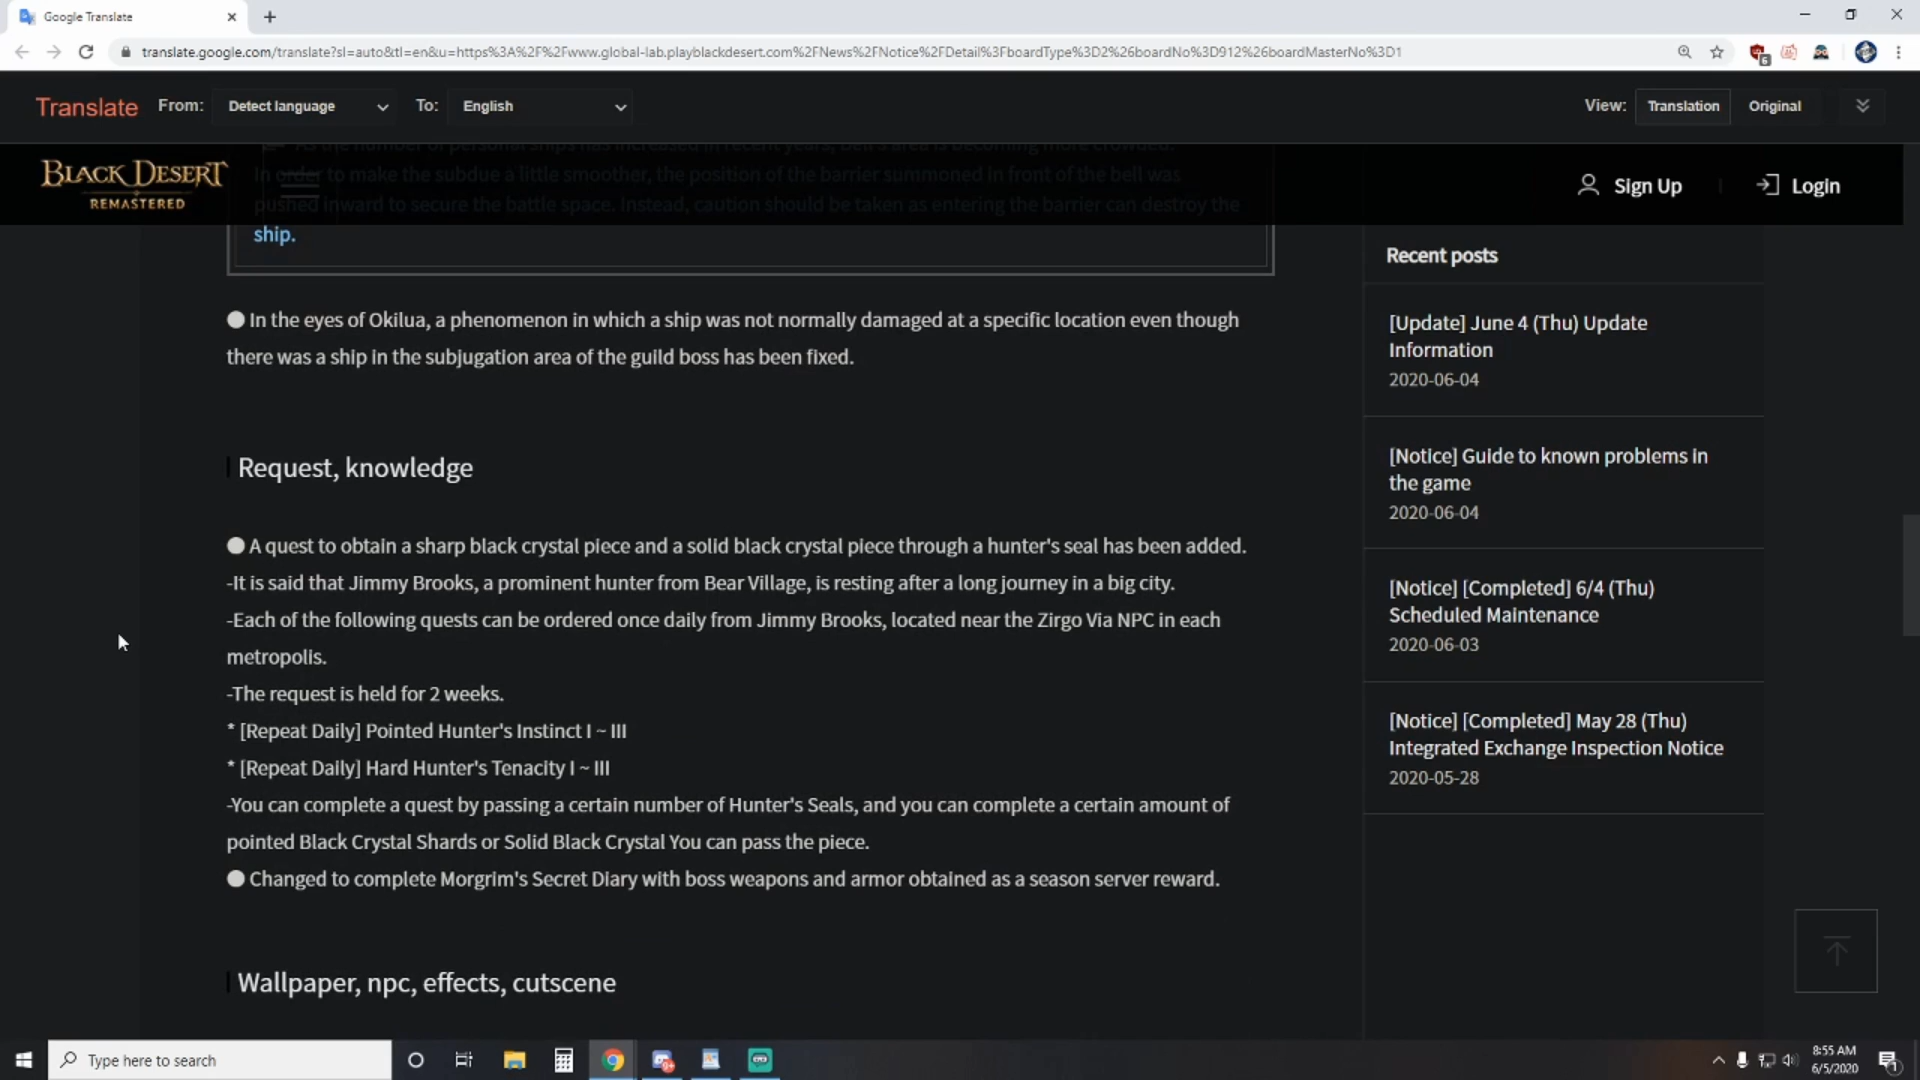 Google Translate
translate.google.com/translate?sl=auto&tl=en&u=https%3A%2F%2Fwww.global-lab.playblackdesert.com%2FNews%2FNotice%2FDetail%3FboardType%3D2%26boardNo%3D912%26boardMasterNo%3D1
6
Translate From: Detect language To: English View: Translation Original
As the number of personal ships has increased in recent years, Bell's area is becoming more crowded.
In order to make the subdue a little smoother, the position of the barrier summoned in front of the bell was
pushed inward to secure the battle space. Instead, caution should be taken as entering the barrier can destroy the
ship.
BLACK DESERT
REMASTERED
Sign Up
Login
● In the eyes of Okilua, a phenomenon in which a ship was not normally damaged at a specific location even though
there was a ship in the subjugation area of the guild boss has been fixed.
Request, knowledge
● A quest to obtain a sharp black crystal piece and a solid black crystal piece through a hunter's seal has been added.
-It is said that Jimmy Brooks, a prominent hunter from Bear Village, is resting after a long journey in a big city.
-Each of the following quests can be ordered once daily from Jimmy Brooks, located near the Zirgo Via NPC in each
metropolis.
-The request is held for 2 weeks.
* [Repeat Daily] Pointed Hunter's Instinct I ~ III
* [Repeat Daily] Hard Hunter's Tenacity I ~ III
-You can complete a quest by passing a certain number of Hunter's Seals, and you can complete a certain amount of
pointed Black Crystal Shards or Solid Black Crystal You can pass the piece.
● Changed to complete Morgrim's Secret Diary with boss weapons and armor obtained as a season server reward.
Wallpaper, npc, effects, cutscene
Recent posts
[Update] June 4 (Thu) Update
Information
2020-06-04
[Notice] Guide to known problems in
the game
2020-06-04
[Notice] [Completed] 6/4 (Thu)
Scheduled Maintenance
2020-06-03
[Notice] [Completed] May 28 (Thu)
Integrated Exchange Inspection Notice
2020-05-28
Type here to search
8:55 AM
6/5/2020
1